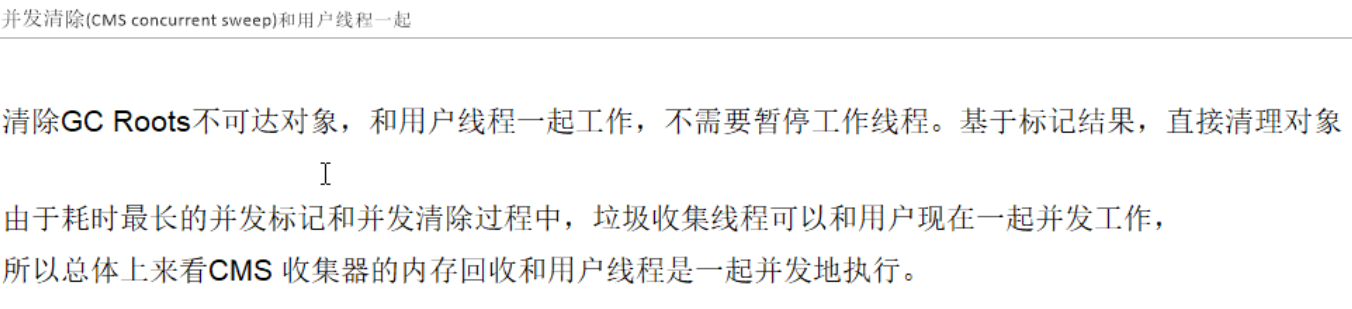 并发清除(CMS concurrent sweep)和用户线程一起
清除GC Roots不可达对象，和用户线程一起工作，不需要暂停工作线程。基于标记结果，直接清理对象
由于耗时最长的并发标记和并发清除过程中，垃圾收集线程可以和用户现在一起并发工作，
所以总体上来看CMS 收集器的内存回收和用户线程是一起并发地执行。